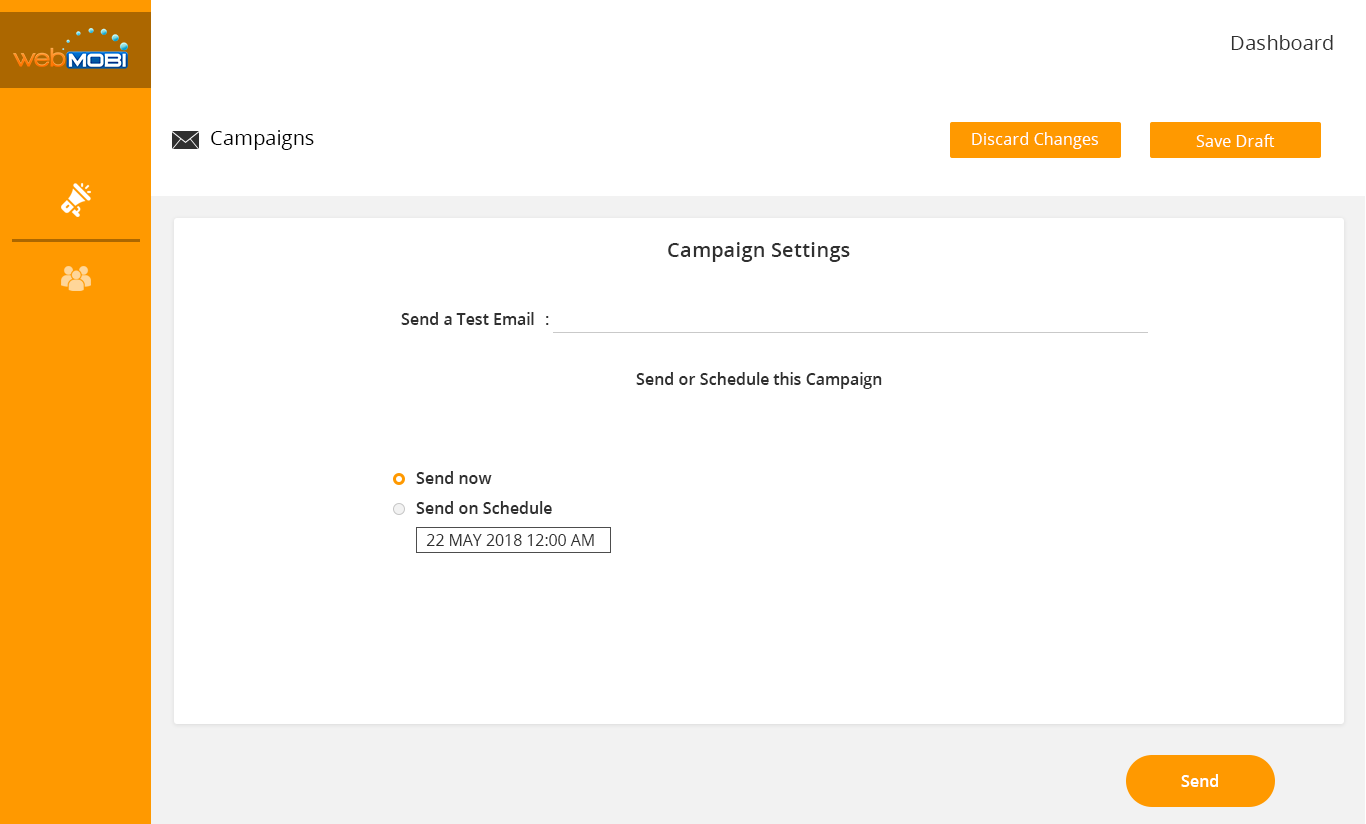 webMOBI
Dashboard
Campaigns
Discard Changes
Save Draft
Campaign Settings
Send a Test Email :
Send or Schedule this Campaign
Send now
Send on Schedule
22 MAY 2018 12:00 AM
Send